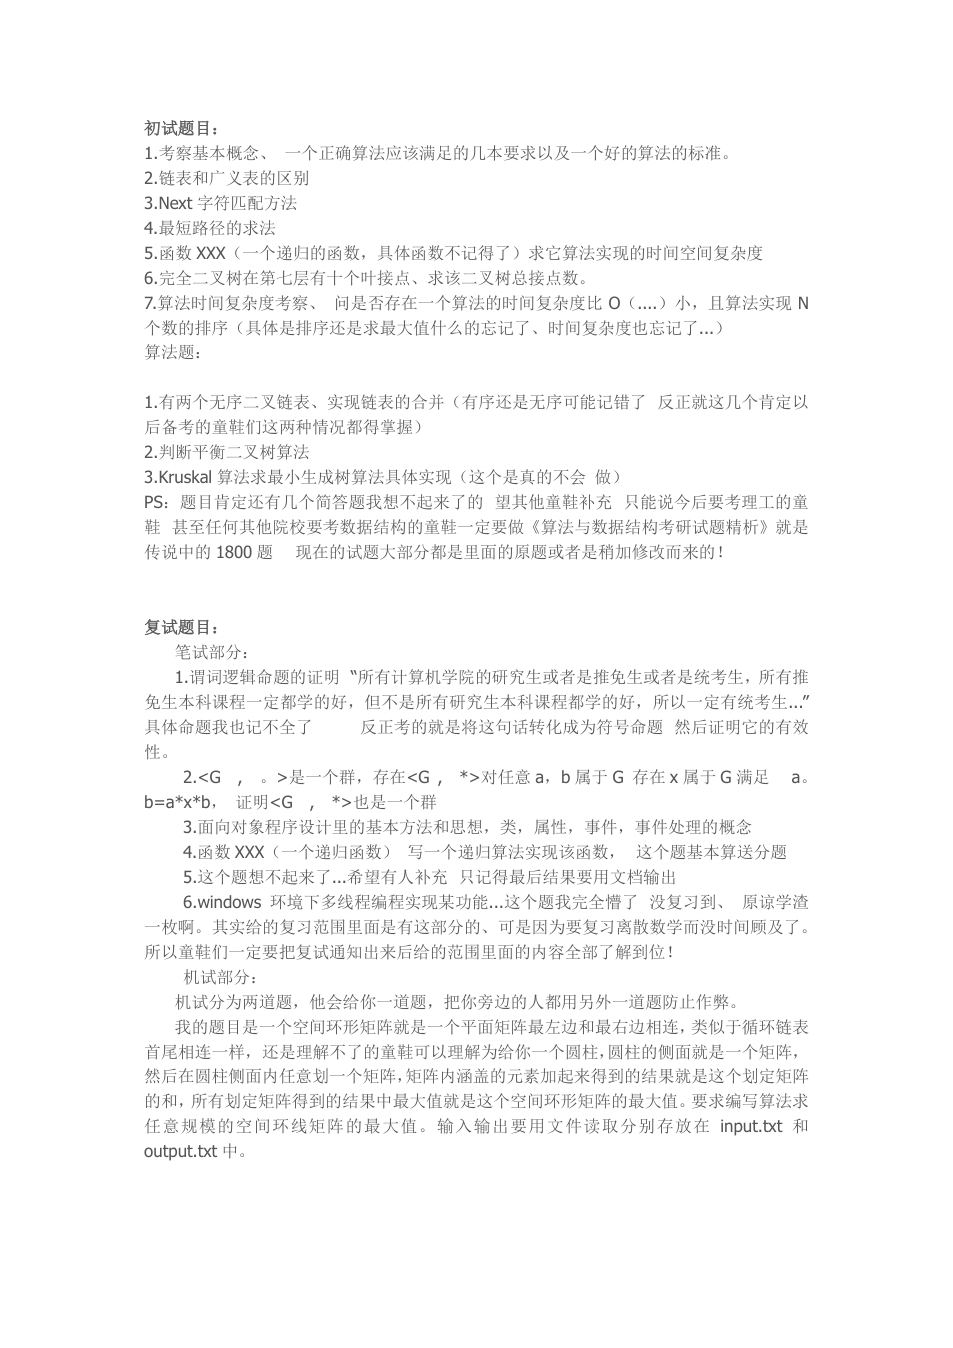 初试题目：
1.考察基本概念、 一个正确算法应该满足的几本要求以及一个好的算法的标准。
2.链表和广义表的区别
3.Next 字符匹配方法
4.最短路径的求法
5.函数 XXX（一个递归的函数，具体函数不记得了）求它算法实现的时间空间复杂度
6.完全二叉树在第七层有十个叶接点、求该二叉树总接点数。
7.算法时间复杂度考察、 问是否存在一个算法的时间复杂度比 O（....）小，且算法实现 N
个数的排序（具体是排序还是求最大值什么的忘记了、时间复杂度也忘记了...）
算法题：
1.有两个无序二叉链表、实现链表的合并（有序还是无序可能记错了 反正就这几个肯定以
后备考的童鞋们这两种情况都得掌握）
2.判断平衡二叉树算法
3.Kruskal 算法求最小生成树算法具体实现（这个是真的不会 做）
PS：题目肯定还有几个简答题我想不起来了的 望其他童鞋补充 只能说今后要考理工的童
鞋 甚至任何其他院校要考数据结构的童鞋一定要做《算法与数据结构考研试题精析》就是
传说中的 1800 题 现在的试题大部分都是里面的原题或者是稍加修改而来的！
复试题目：
笔试部分：
1.谓词逻辑命题的证明 “所有计算机学院的研究生或者是推免生或者是统考生，所有推
免生本科课程一定都学的好，但不是所有研究生本科课程都学的好，所以一定有统考生...”
具体命题我也记不全了 反正考的就是将这句话转化成为符号命题 然后证明它的有效
性。
2.<G ， 。>是一个群，存在<G ， *>对任意 a，b 属于 G 存在 x 属于 G 满足 a。
b=a*x*b， 证明<G ， *>也是一个群
3.面向对象程序设计里的基本方法和思想，类，属性，事件，事件处理的概念
4.函数 XXX（一个递归函数） 写一个递归算法实现该函数， 这个题基本算送分题
5.这个题想不起来了...希望有人补充 只记得最后结果要用文档输出
6.windows 环境下多线程编程实现某功能...这个题我完全懵了 没复习到、 原谅学渣
一枚啊。其实给的复习范围里面是有这部分的、可是因为要复习离散数学而没时间顾及了。
所以童鞋们一定要把复试通知出来后给的范围里面的内容全部了解到位！
机试部分：
机试分为两道题，他会给你一道题，把你旁边的人都用另外一道题防止作弊。
我的题目是一个空间环形矩阵就是一个平面矩阵最左边和最右边相连，类似于循环链表
首尾相连一样，还是理解不了的童鞋可以理解为给你一个圆柱，圆柱的侧面就是一个矩阵，
然后在圆柱侧面内任意划一个矩阵，矩阵内涵盖的元素加起来得到的结果就是这个划定矩阵
的和，所有划定矩阵得到的结果中最大值就是这个空间环形矩阵的最大值。要求编写算法求
任意规模的空间环线矩阵的最大值。输入输出要用文件读取分别存放在 input.txt 和
output.txt 中。